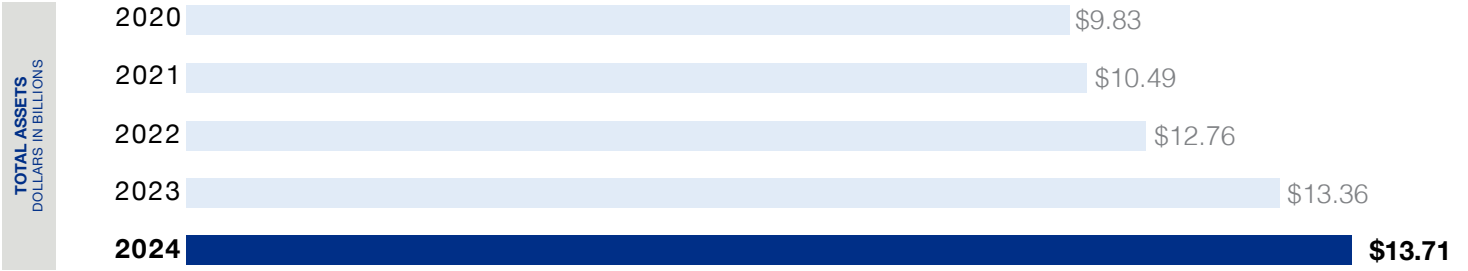 TOTAL ASSETS
DOLLARS IN BILLIONS
2020 $9.83
2021 $10.49
2022 $12.76
2023 $13.36
2024 $13.71